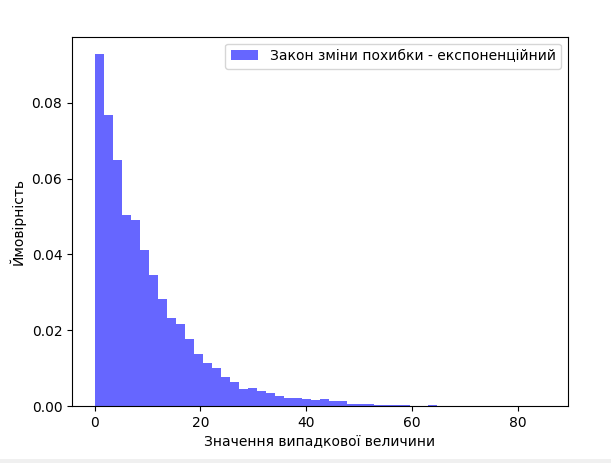 Закон зміни похибки - експоненційний
Ймовірність
0.08
0.06
0.04
0.02
0.00
0 20 40 60 80
Значення випадкової величини